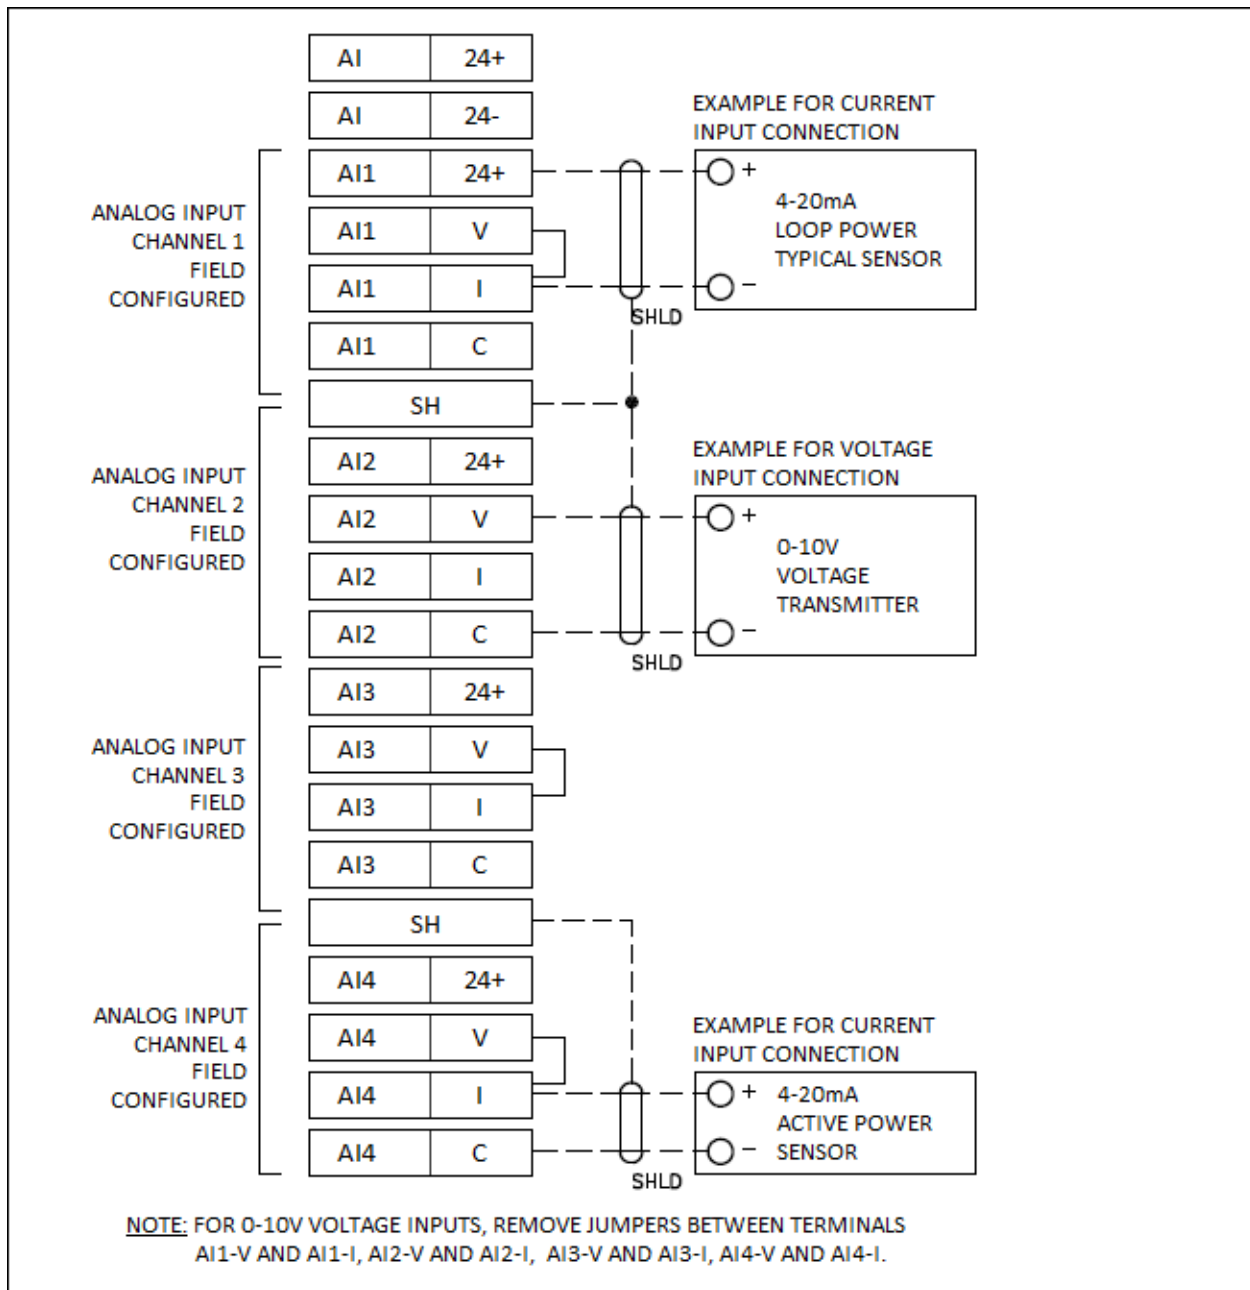 AI 24+
AI 24-
EXAMPLE FOR CURRENT
INPUT CONNECTION
ANALOG INPUT
CHANNEL 1
FIELD
CONFIGURED
AI1 24+
AI1 V
AI1 I
AI1 C
+
4-20mA
LOOP POWER
TYPICAL SENSOR
−
SHLD
SH
ANALOG INPUT
CHANNEL 2
FIELD
CONFIGURED
AI2 24+
AI2 V
AI2 I
AI2 C
EXAMPLE FOR VOLTAGE
INPUT CONNECTION
+
0-10V
VOLTAGE
TRANSMITTER
−
SHLD
ANALOG INPUT
CHANNEL 3
FIELD
CONFIGURED
AI3 24+
AI3 V
AI3 I
AI3 C
SH
ANALOG INPUT
CHANNEL 4
FIELD
CONFIGURED
AI4 24+
AI4 V
AI4 I
AI4 C
EXAMPLE FOR CURRENT
INPUT CONNECTION
+ 4-20mA
ACTIVE POWER
− SENSOR
SHLD
NOTE: FOR 0-10V VOLTAGE INPUTS, REMOVE JUMPERS BETWEEN TERMINALS
AI1-V AND AI1-I, AI2-V AND AI2-I, AI3-V AND AI3-I, AI4-V AND AI4-I.